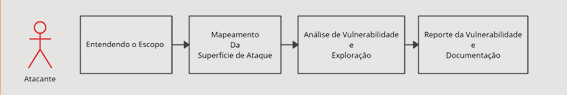 Atacante
Entendendo o Escopo
Mapeamento
Da
Superfície de Ataque
Análise de Vulnerabilidade
e
Exploração
Reporte da Vulnerabilidade
e
Documentação